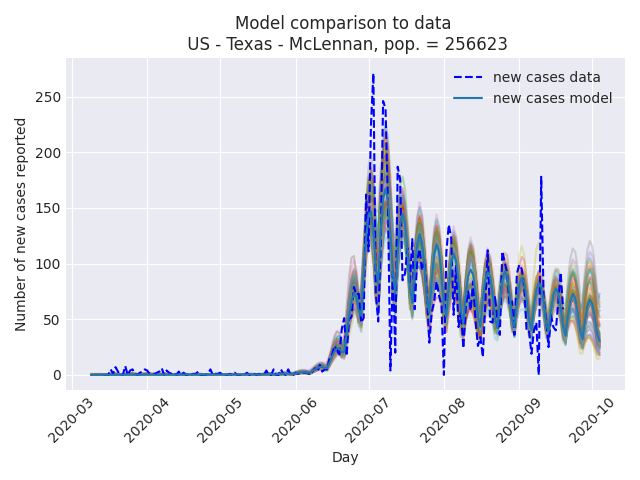 Model comparison to data
US - Texas - McLennan, pop. = 256623
new cases data
new cases model
Number of new cases reported
250
200
150
100
50
0
2020-03
2020-04
2020-05
2020-06
2020-07
2020-08
2020-09
2020-10
Day